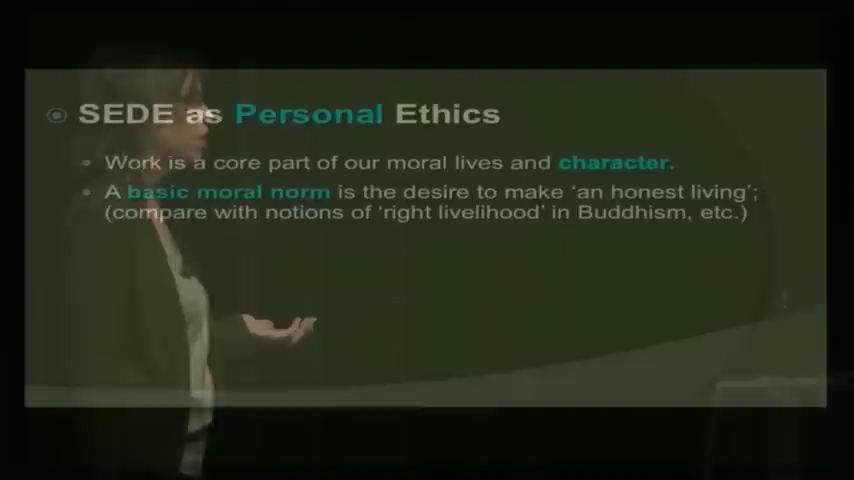 SEDE as Personal Ethics
Work is a core part of our moral lives and character.
A basic moral norm is the desire to make ‘an honest living’;
(compare with notions of ‘right livelihood’ in Buddhism, etc.)